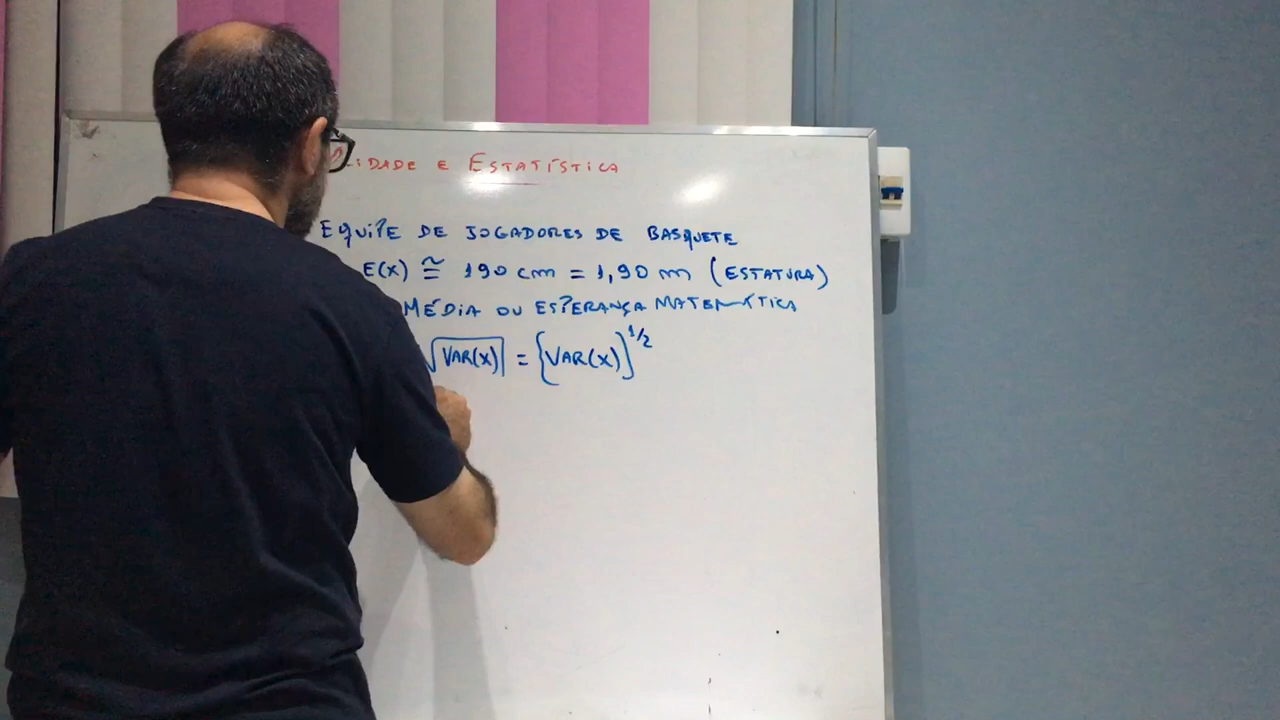 E ESTATÍSTICA
EQUIPE DE JOGADORES DE BASQUETE
E(X) ≅ 190 cm = 1,90 m (ESTATURA)
MÉDIA OU ESPERANÇA MATEMÁTICA
√VAR(X) = {VAR(X)}^1/2